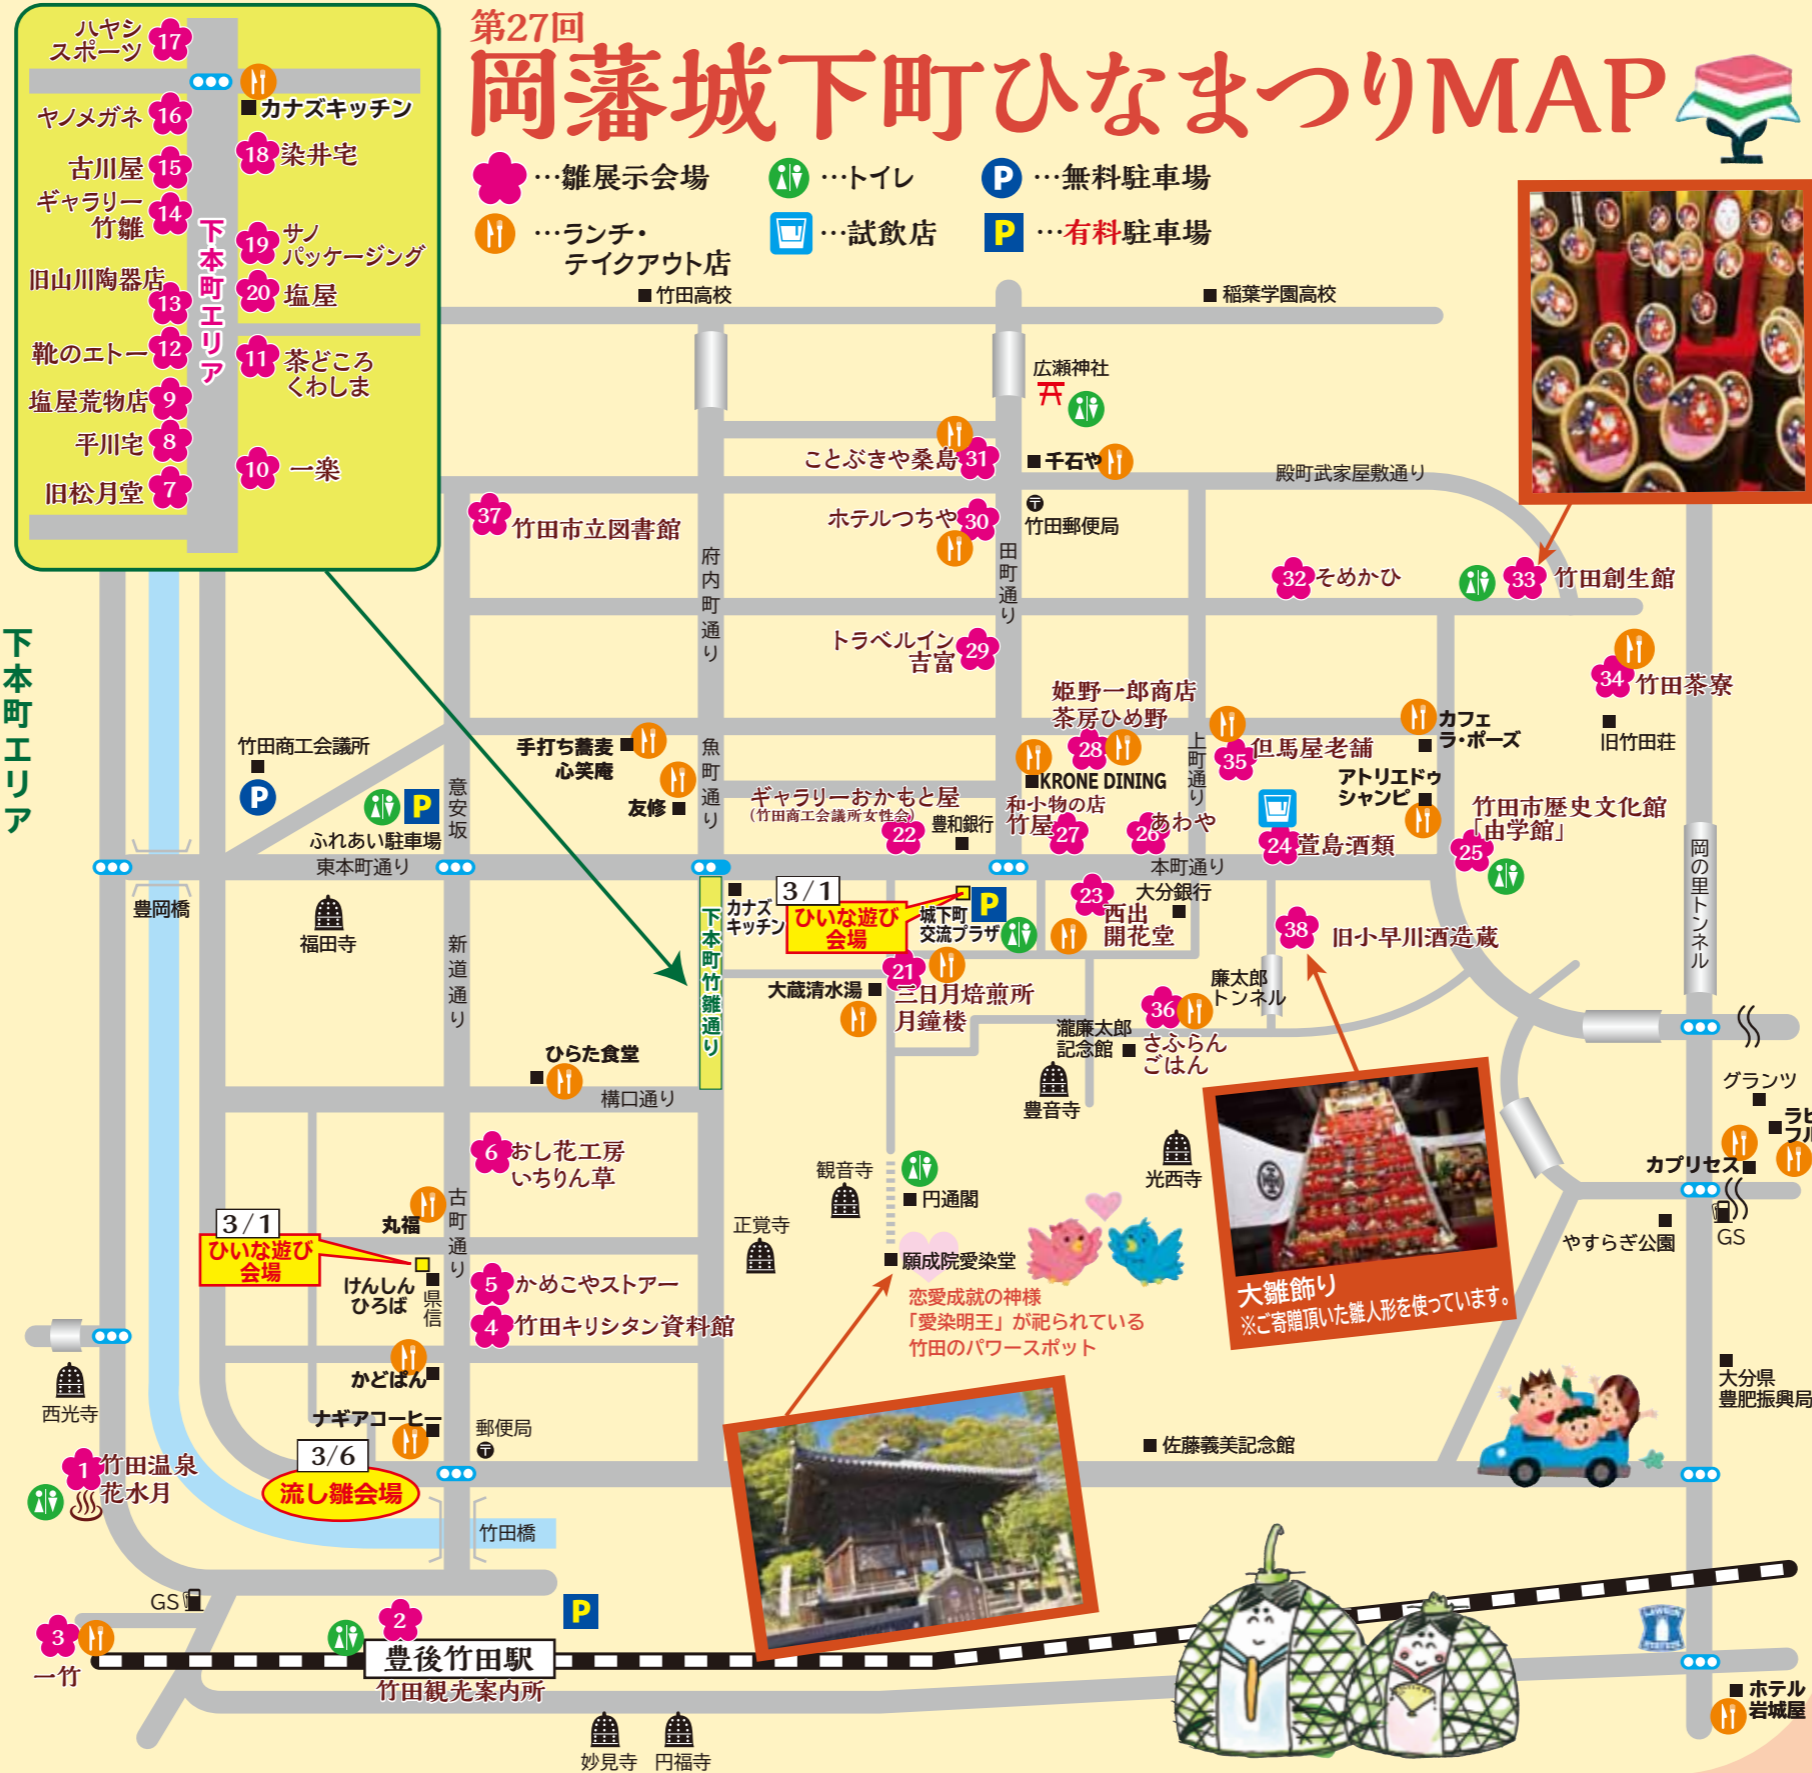 第27回
岡藩城下町ひなまつりMAP
…雛展示会場
…トイレ
P …無料駐車場
…ランチ・
テイクアウト店
…試飲店
P …有料駐車場
ハヤシ
スポーツ
17
カナズキッチン
ヤノメガネ 16
18 染井宅
古川屋 15
ギャラリー
竹雛
14
19 サノ
パッケージング
旧山川陶器店
13
20 塩屋
靴のエトー 12
11 茶どころ
くわしま
塩屋荒物店 9
平川宅 8
10 一楽
旧松月堂 7
下本町エリア
下本町エリア
竹田高校
稲葉学園高校
広瀬神社
ことぶきや桑島 31
千石や
殿町武家屋敷通り
37 竹田市立図書館
ホテルつちや 30
竹田郵便局
府内町通り
田町通り
32 そめかひ
33 竹田創生館
トラベルイン
吉富
29
34 竹田茶寮
旧竹田荘
姫野一郎商店
茶房ひめ野
28
上町通り
35 但馬屋老舗
カフェ
ラ・ポーズ
竹田商工会議所
P
手打ち蕎麦
心笑庵
友修
魚町通り
意安坂
KRONE DINING
アトリエドゥ
シャンピ
P
ふれあい駐車場
ギャラリーおかもと屋
(竹田商工会議所女性会)
22
豊和銀行
和小物の店
竹屋
27
26 あわや
24 萱島酒類
竹田市歴史文化館
「由学館」
25
岡の里トンネル
東本町通り
本町通り
豊岡橋
福田寺
新道通り
カナズ
キッチン
3/1
ひいな遊び
会場
城下町
交流プラザ
P
23
西出
開花堂
大分銀行
38 旧小早川酒造蔵
下本町竹雛通り
21
三日月焙煎所
月鐘楼
大蔵清水湯
廉太郎
トンネル
36
さふらん
ごはん
瀧廉太郎
記念館
豊音寺
ひらた食堂
構口通り
グランツ
カプリセス
GS
やすらぎ公園
6 おし花工房
いちりん草
観音寺
円通閣
光西寺
丸福
古町通り
正覚寺
願成院愛染堂
恋愛成就の神様
「愛染明王」が祀られている
竹田のパワースポット
大雛飾り
※ご寄贈頂いた雛人形を使っています。
3/1
ひいな遊び
会場
けんしん
ひろば
県信
5 かめこやストアー
4 竹田キリシタン資料館
かどぱん
西光寺
大分県
豊肥振興局
ナギアコーヒー
郵便局
佐藤義美記念館
3/6
流し雛会場
1 竹田温泉
花水月
竹田橋
GS
P
3
一竹
2
豊後竹田駅
竹田観光案内所
妙見寺
円福寺
LAWSON
STATION
ホテル
岩城屋